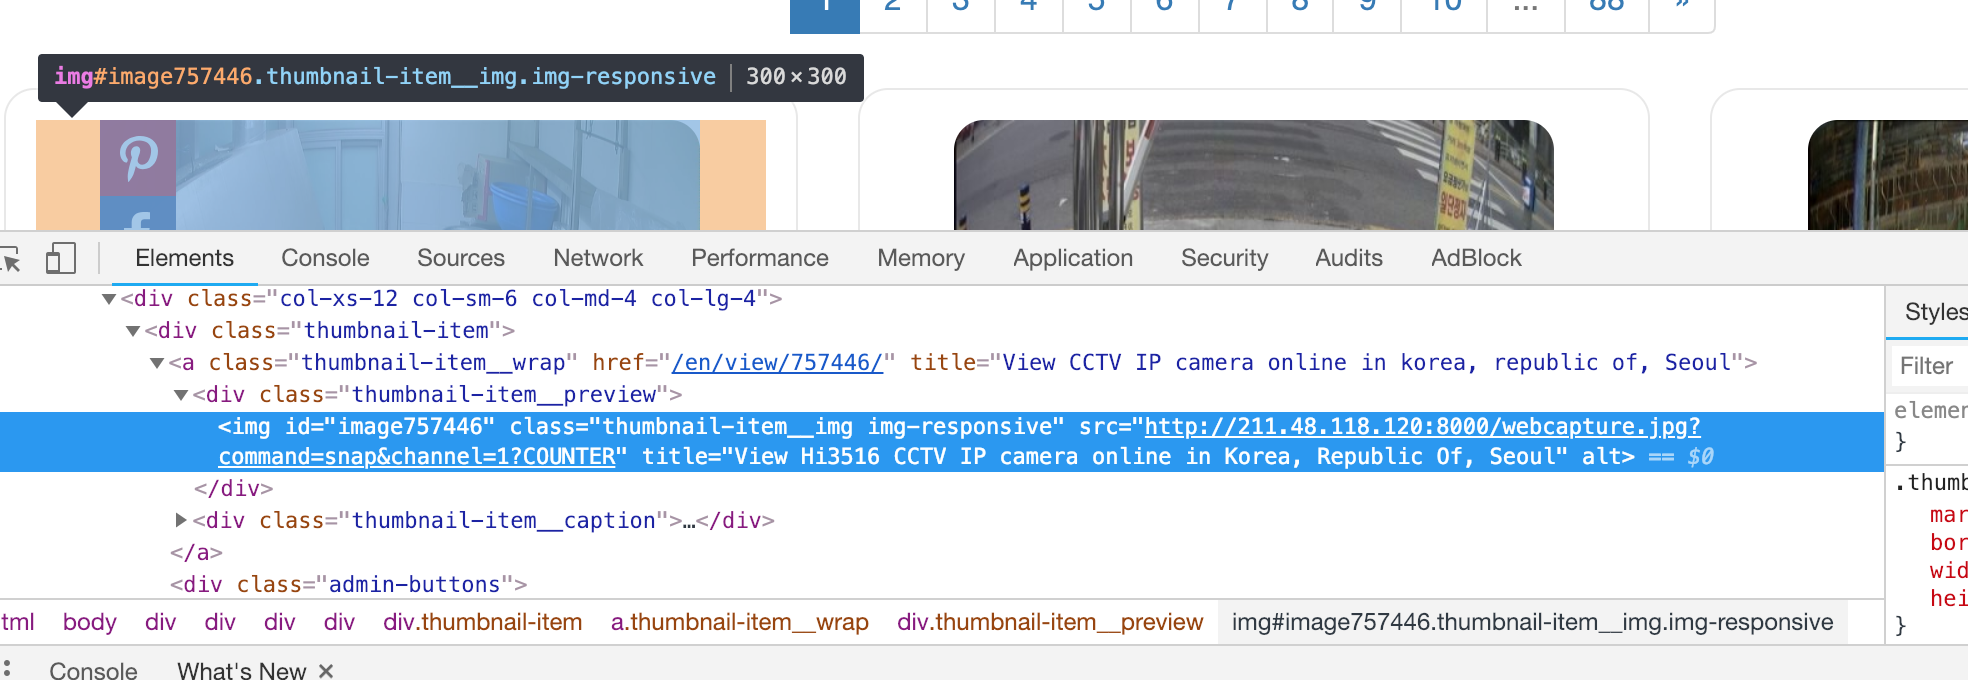 1 2 3 4 5 6 7 8 9 10 ... 88 »
img#image757446.thumbnail-item__img.img-responsive 300×300
일단정지
Elements Console Sources Network Performance Memory Application Security Audits AdBlock
<div class="col-xs-12 col-sm-6 col-md-4 col-lg-4">
<div class="thumbnail-item">
<a class="thumbnail-item__wrap" href="/en/view/757446/" title="View CCTV IP camera online in korea, republic of, Seoul">
<div class="thumbnail-item__preview">
<img id="image757446" class="thumbnail-item__img img-responsive" src="http://211.48.118.120:8000/webcapture.jpg?
command=snap&channel=1?COUNTER" title="View Hi3516 CCTV IP camera online in Korea, Republic Of, Seoul" alt> == $0
</div>
<div class="thumbnail-item__caption">…</div>
</a>
<div class="admin-buttons">
tml body div div div div div.thumbnail-item a.thumbnail-item__wrap div.thumbnail-item__preview img#image757446.thumbnail-item__img.img-responsive
Styles
Filter
elemen
}
.thumb
mar
bor
wid
hei
}
Console What's New ×